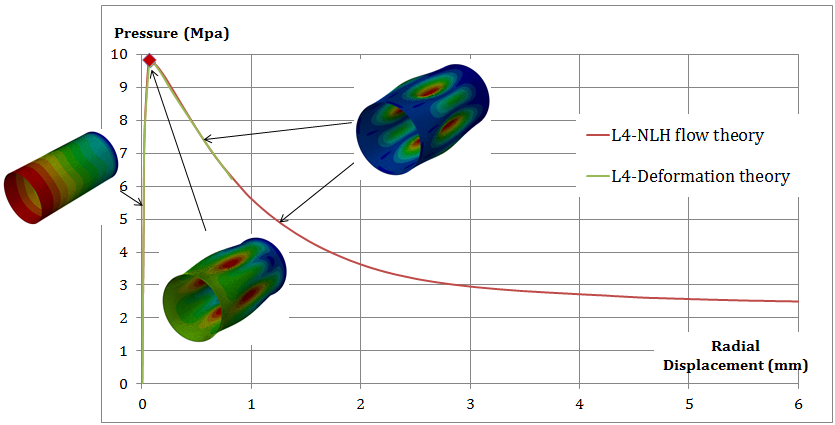 Pressure (Mpa)
10
9
8
7
6
5
4
3
2
1
0
L4-NLH flow theory
L4-Deformation theory
Radial
Displacement (mm)
0 1 2 3 4 5 6